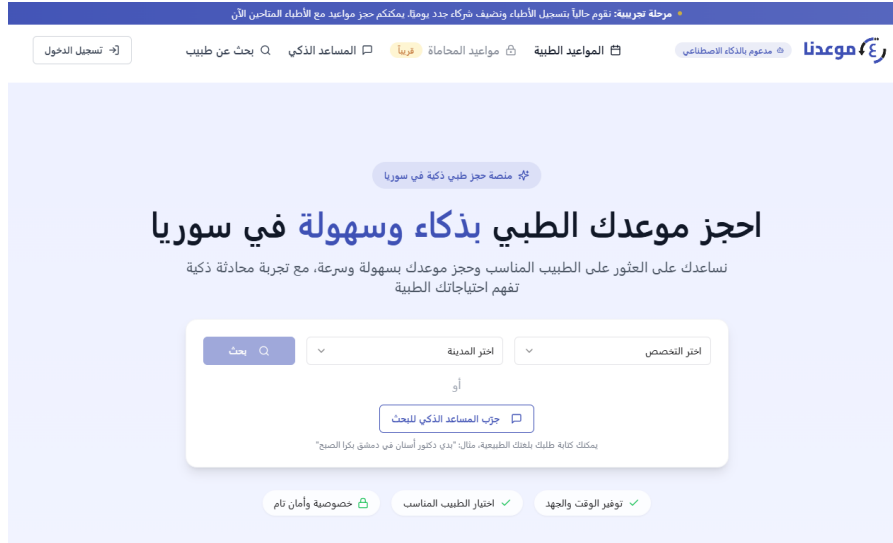 مرحلة تجريبية: نقوم حالياً بتسجيل الأطباء ونضيف شركاء جدد يوميًا. يمكنكم حجز مواعيد مع الأطباء المتاحين الآن
موعدنا
مدعوم بالذكاء الاصطناعي
المواعيد الطبية
مواعيد المحاماة
قريباً
المساعد الذكي
بحث عن طبيب
تسجيل الدخول
منصة حجز طبي ذكية في سوريا
احجز موعدك الطبي بذكاء وسهولة في سوريا
نساعدك على العثور على الطبيب المناسب وحجز موعدك بسهولة وسرعة، مع تجربة محادثة ذكية
تفهم احتياجاتك الطبية
اختر التخصص
اختر المدينة
بحث
أو
جرّب المساعد الذكي للبحث
يمكنك كتابة طلبك بلغتك الطبيعية، مثال: "بدي دكتور أسنان في دمشق بكرا الصبح"
توفير الوقت والجهد
اختيار الطبيب المناسب
خصوصية وأمان تام